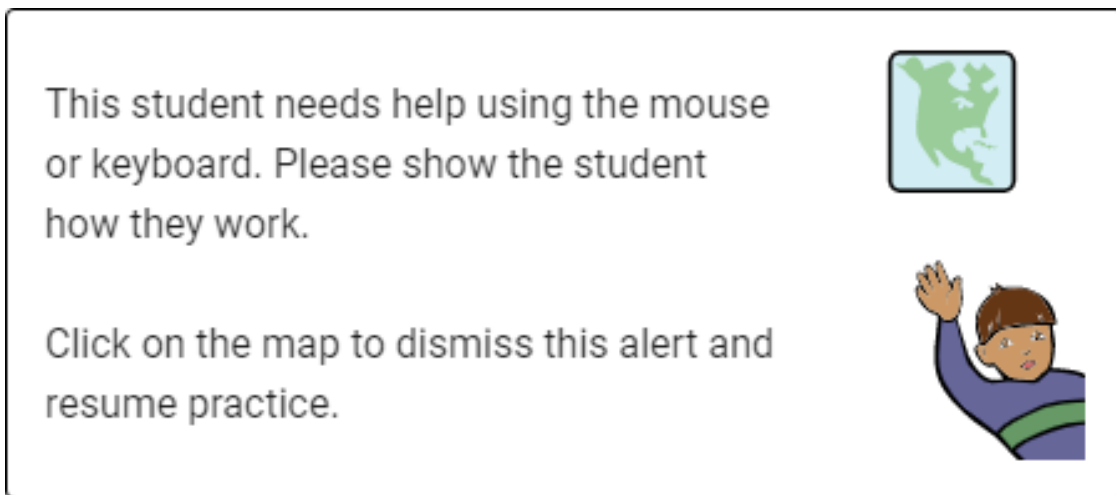 This student needs help using the mouse
or keyboard. Please show the student
how they work.
Click on the map to dismiss this alert and
resume practice.